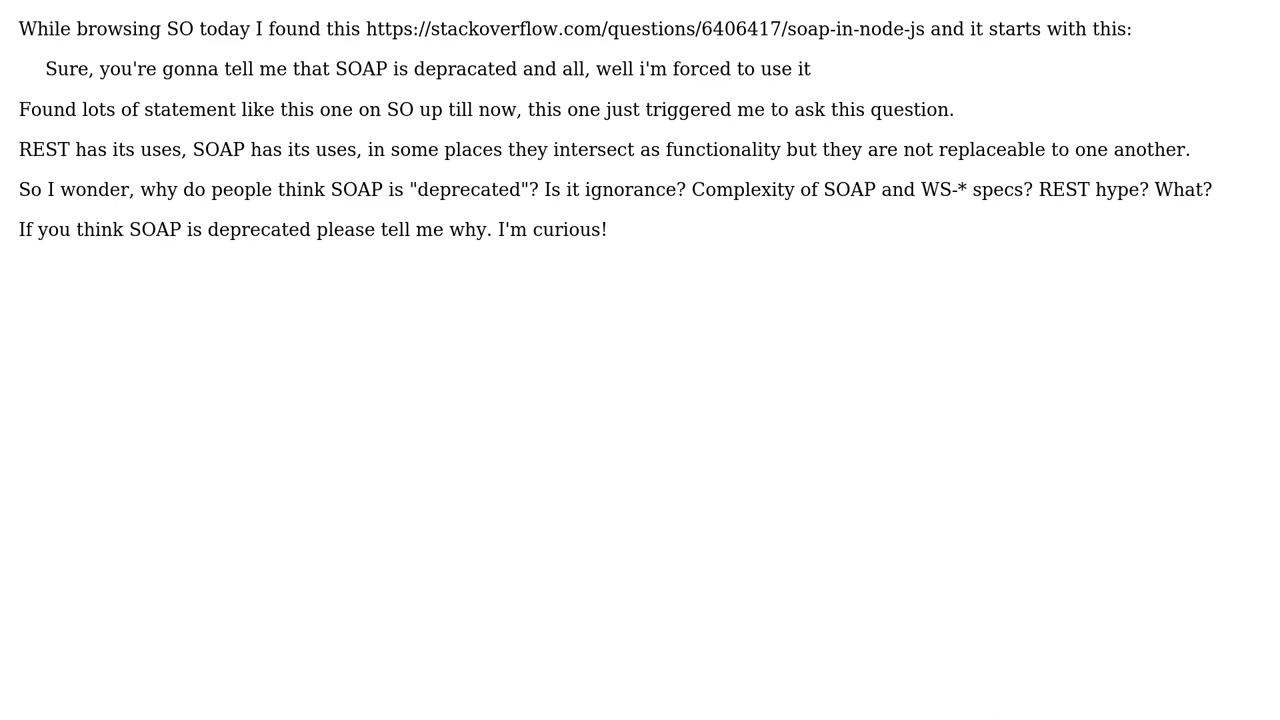 While browsing SO today I found this https://stackoverflow.com/questions/6406417/soap-in-node-js and it starts with this:
Sure, you're gonna tell me that SOAP is depracated and all, well i'm forced to use it
Found lots of statement like this one on SO up till now, this one just triggered me to ask this question.
REST has its uses, SOAP has its uses, in some places they intersect as functionality but they are not replaceable to one another.
So I wonder, why do people think SOAP is "deprecated"? Is it ignorance? Complexity of SOAP and WS-* specs? REST hype? What?
If you think SOAP is deprecated please tell me why. I'm curious!